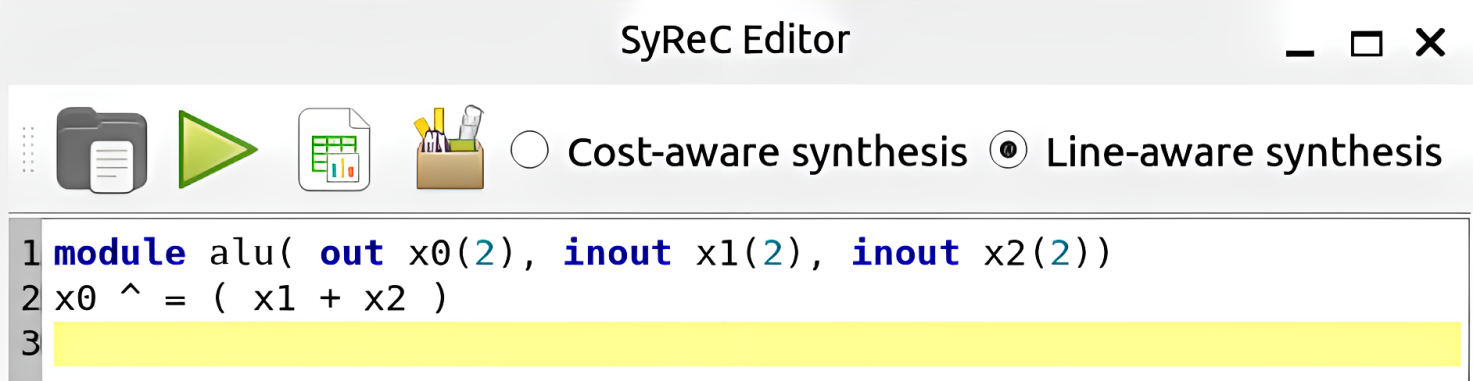 SyReC Editor
Cost-aware synthesis Line-aware synthesis
1 module alu( out x0(2), inout x1(2), inout x2(2))
2 x0 ^ = ( x1 + x2 )
3